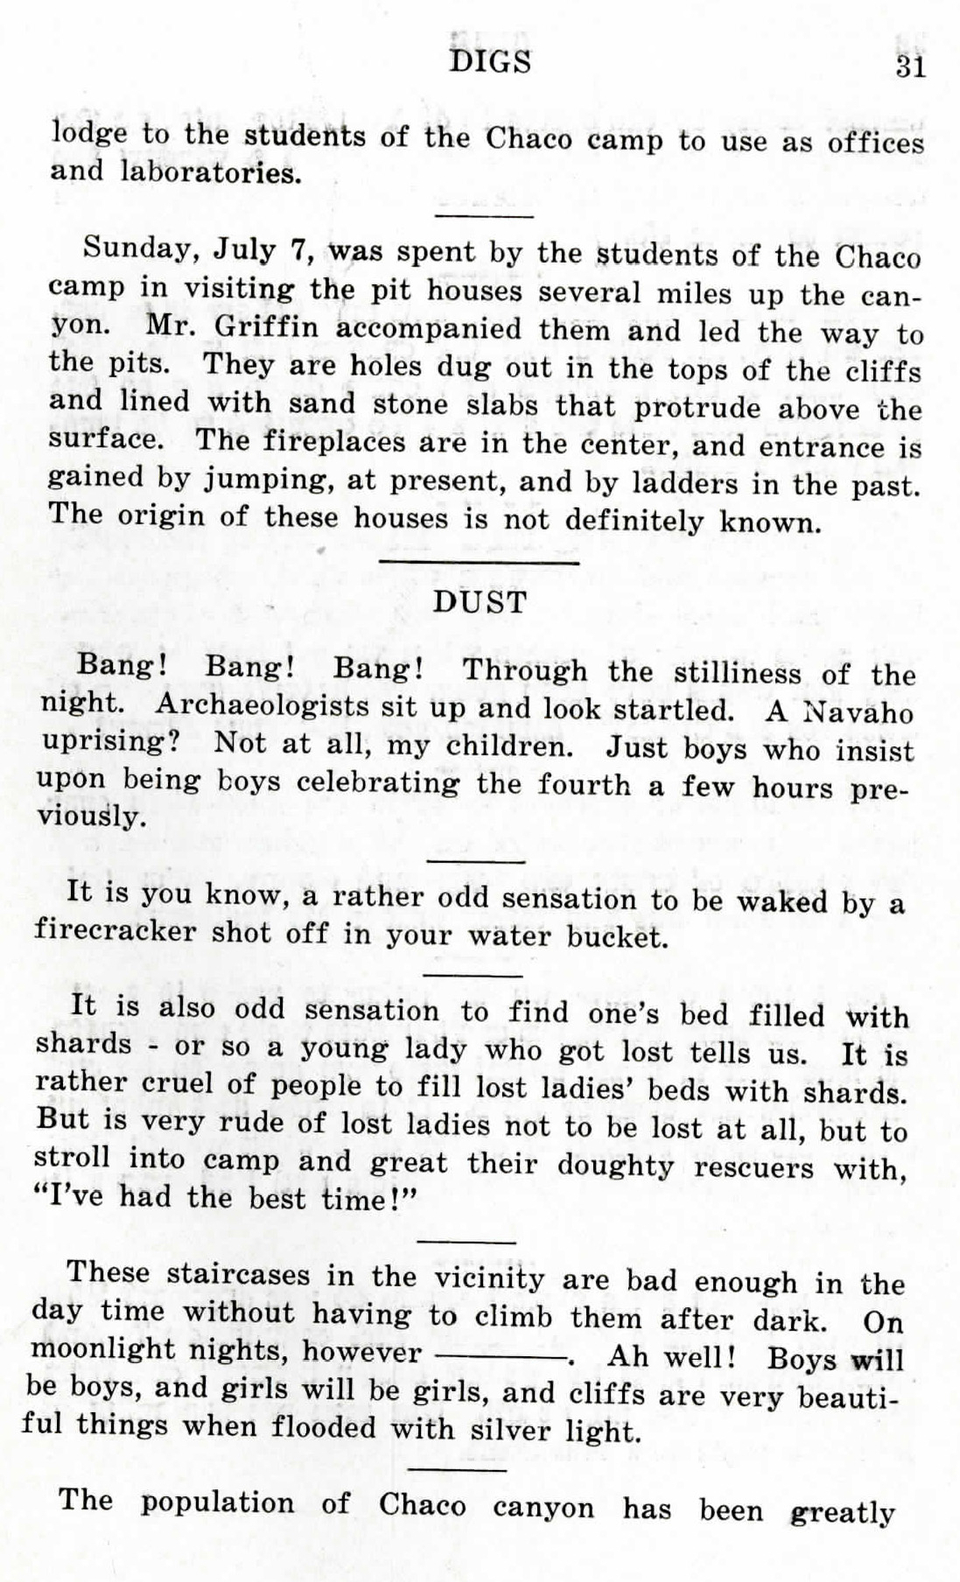 DIGS 31
lodge to the students of the Chaco camp to use as offices
and laboratories.
Sunday, July 7, was spent by the students of the Chaco
camp in visiting the pit houses several miles up the can-
yon. Mr. Griffin accompanied them and led the way to
the pits. They are holes dug out in the tops of the cliffs
and lined with sand stone slabs that protrude above the
surface. The fireplaces are in the center, and entrance is
gained by jumping, at present, and by ladders in the past.
The origin of these houses is not definitely known.
DUST
Bang! Bang! Bang! Through the stilliness of the
night. Archaeologists sit up and look startled. A Navaho
uprising? Not at all, my children. Just boys who insist
upon being boys celebrating the fourth a few hours pre-
viously.
It is you know, a rather odd sensation to be waked by a
firecracker shot off in your water bucket.
It is also odd sensation to find one's bed filled with
shards - or so a young lady who got lost tells us. It is
rather cruel of people to fill lost ladies' beds with shards.
But is very rude of lost ladies not to be lost at all, but to
stroll into camp and great their doughty rescuers with,
"I've had the best time!"
These staircases in the vicinity are bad enough in the
day time without having to climb them after dark. On
moonlight nights, however ———. Ah well! Boys will
be boys, and girls will be girls, and cliffs are very beauti-
ful things when flooded with silver light.
The population of Chaco canyon has been greatly